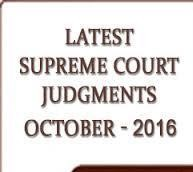 LATEST
SUPREME COURT
JUDGMENTS
OCTOBER - 2016